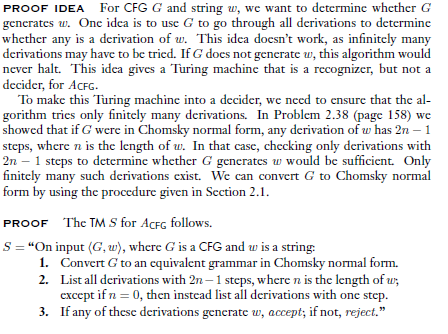 PROOF IDEA For CFG G and string w, we want to determine whether G
generates w. One idea is to use G to go through all derivations to determine
whether any is a derivation of w. This idea doesn't work, as infinitely many
derivations may have to be tried. If G does not generate w, this algorithm would
never halt. This idea gives a Turing machine that is a recognizer, but not a
decider, for ACFG.
To make this Turing machine into a decider, we need to ensure that the al-
gorithm tries only finitely many derivations. In Problem 2.38 (page 158) we
showed that if G were in Chomsky normal form, any derivation of w has 2n − 1
steps, where n is the length of w. In that case, checking only derivations with
2n − 1 steps to determine whether G generates w would be sufficient. Only
finitely many such derivations exist. We can convert G to Chomsky normal
form by using the procedure given in Section 2.1.
PROOF The TM S for ACFG follows.
S = “On input ⟨G, w⟩, where G is a CFG and w is a string:
1. Convert G to an equivalent grammar in Chomsky normal form.
2. List all derivations with 2n−1 steps, where n is the length of w;
except if n = 0, then instead list all derivations with one step.
3. If any of these derivations generate w, accept; if not, reject.”